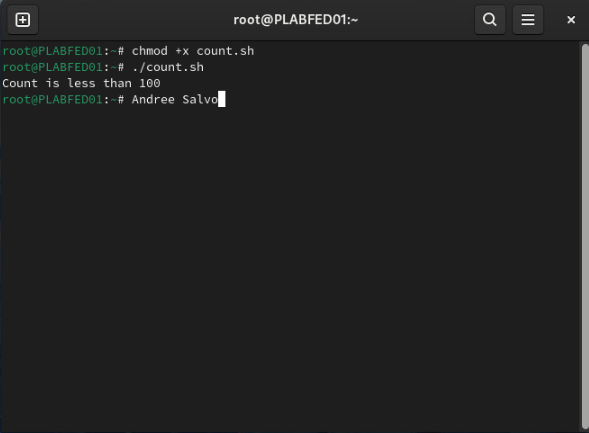 root@PLABFED01:~
root@PLABFED01:~# chmod +x count.sh
root@PLABFED01:~# ./count.sh
Count is less than 100
root@PLABFED01:~# Andree Salvo